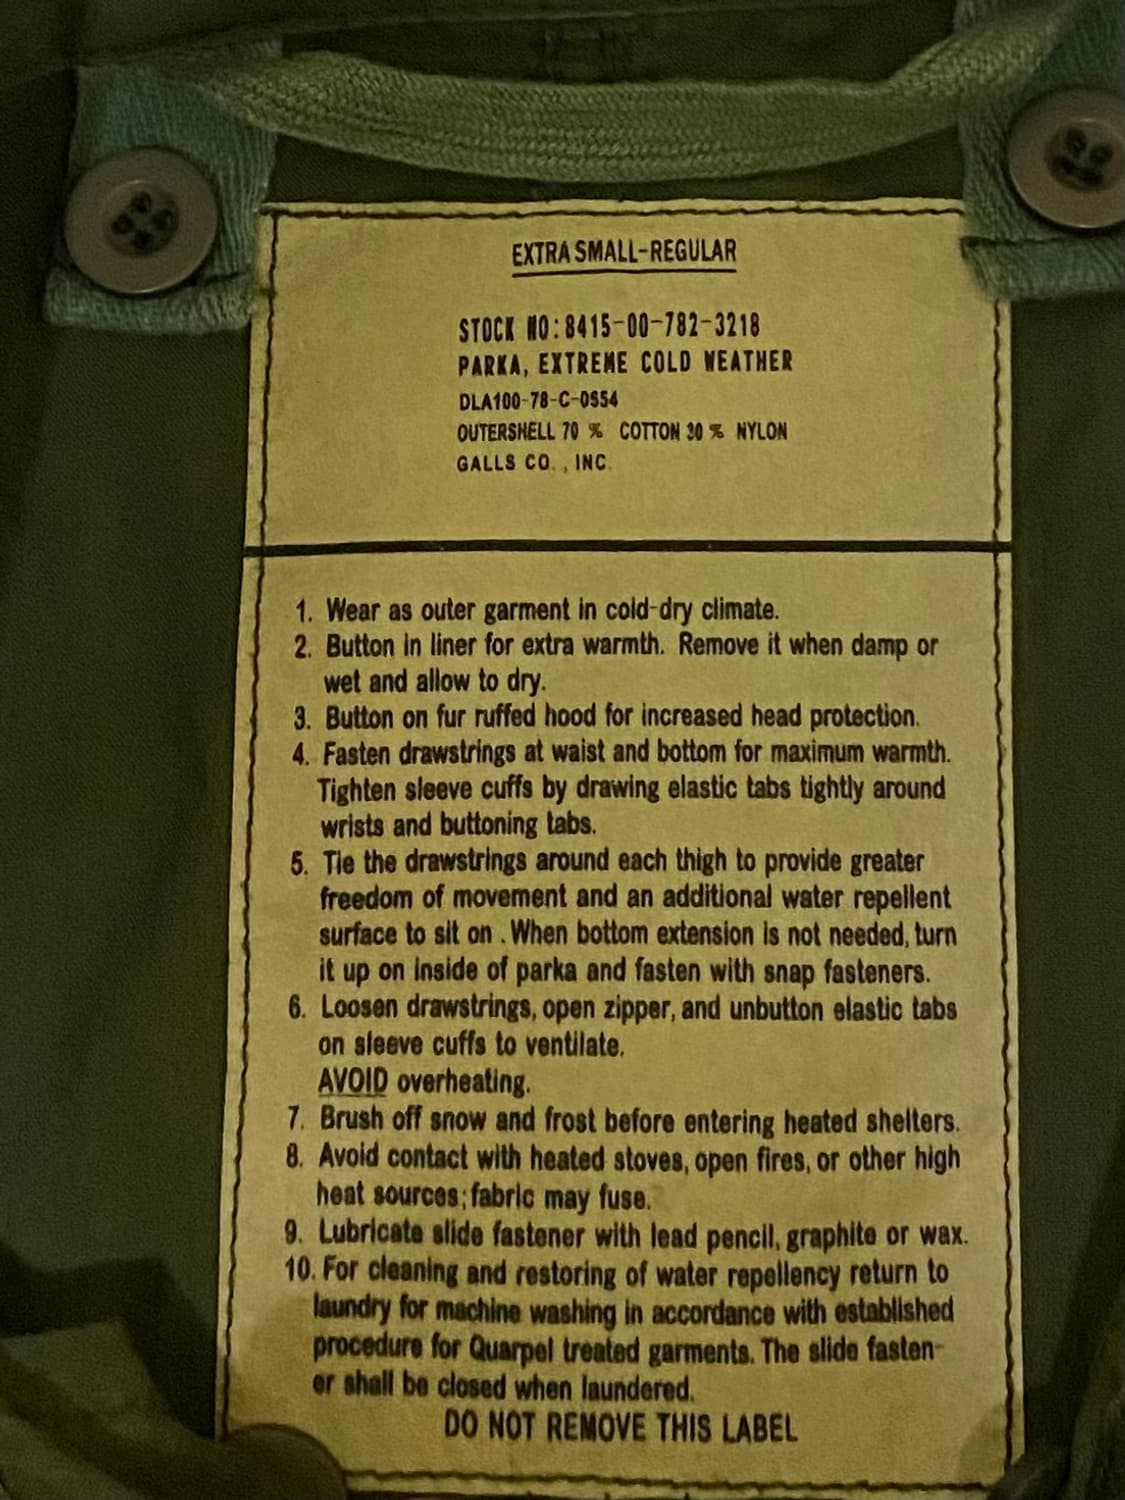 EXTRA SMALL-REGULAR
STOCK NO:8415-00-782-3218
PARKA, EXTREME COLD WEATHER
DLA100-78-C-0S54
OUTERSHELL 70 % COTTON 30 % NYLON
GALLS CO., INC.
1. Wear as outer garment in cold-dry climate.
2. Button in liner for extra warmth. Remove it when damp or
wet and allow to dry.
3. Button on fur ruffed hood for increased head protection.
4. Fasten drawstrings at waist and bottom for maximum warmth.
Tighten sleeve cuffs by drawing elastic tabs tightly around
wrists and buttoning tabs.
5. Tie the drawstrings around each thigh to provide greater
freedom of movement and an additional water repellent
surface to sit on . When bottom extension is not needed, turn
it up on inside of parka and fasten with snap fasteners.
6. Loosen drawstrings, open zipper, and unbutton elastic tabs
on sleeve cuffs to ventilate.
AVOID overheating.
7. Brush off snow and frost before entering heated shelters.
8. Avoid contact with heated stoves, open fires, or other high
heat sources; fabric may fuse.
9. Lubricate slide fastener with lead pencil, graphite or wax.
10. For cleaning and restoring of water repellency return to
laundry for machine washing in accordance with established
procedure for Quarpel treated garments. The slide fasten-
er shall be closed when laundered.
DO NOT REMOVE THIS LABEL